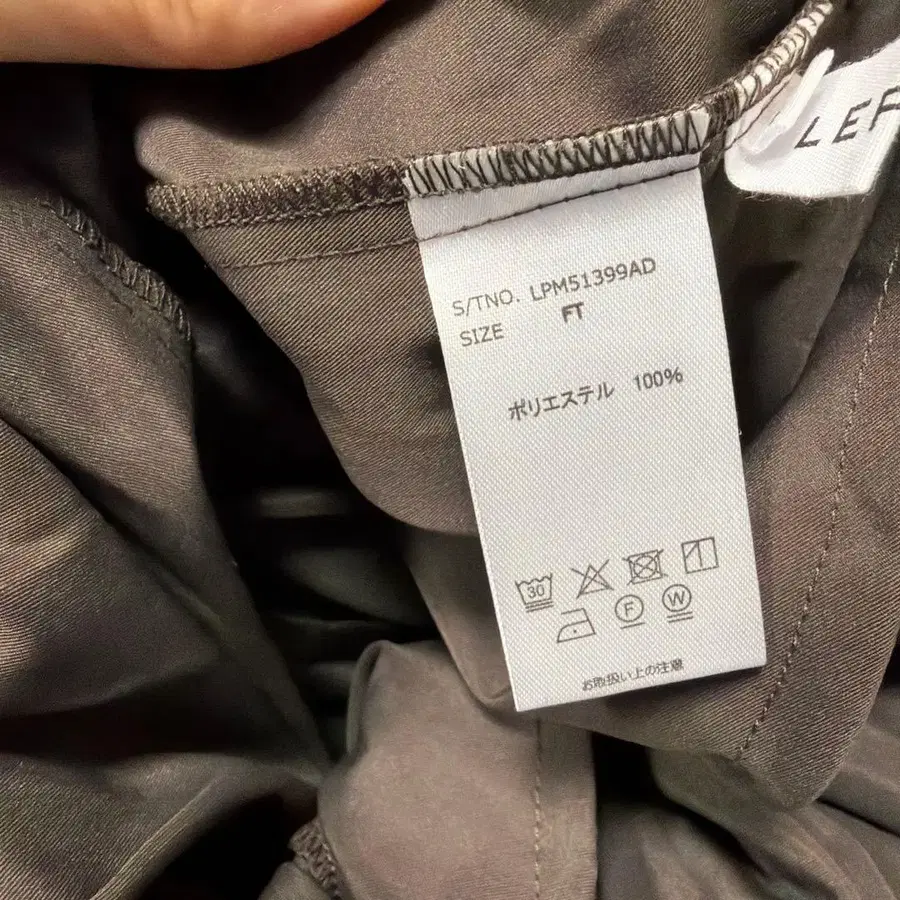 LEF
S/TNO. LPM51399AD
SIZE FT
ポリエステル 100%
30
F W
お取扱い上の注意